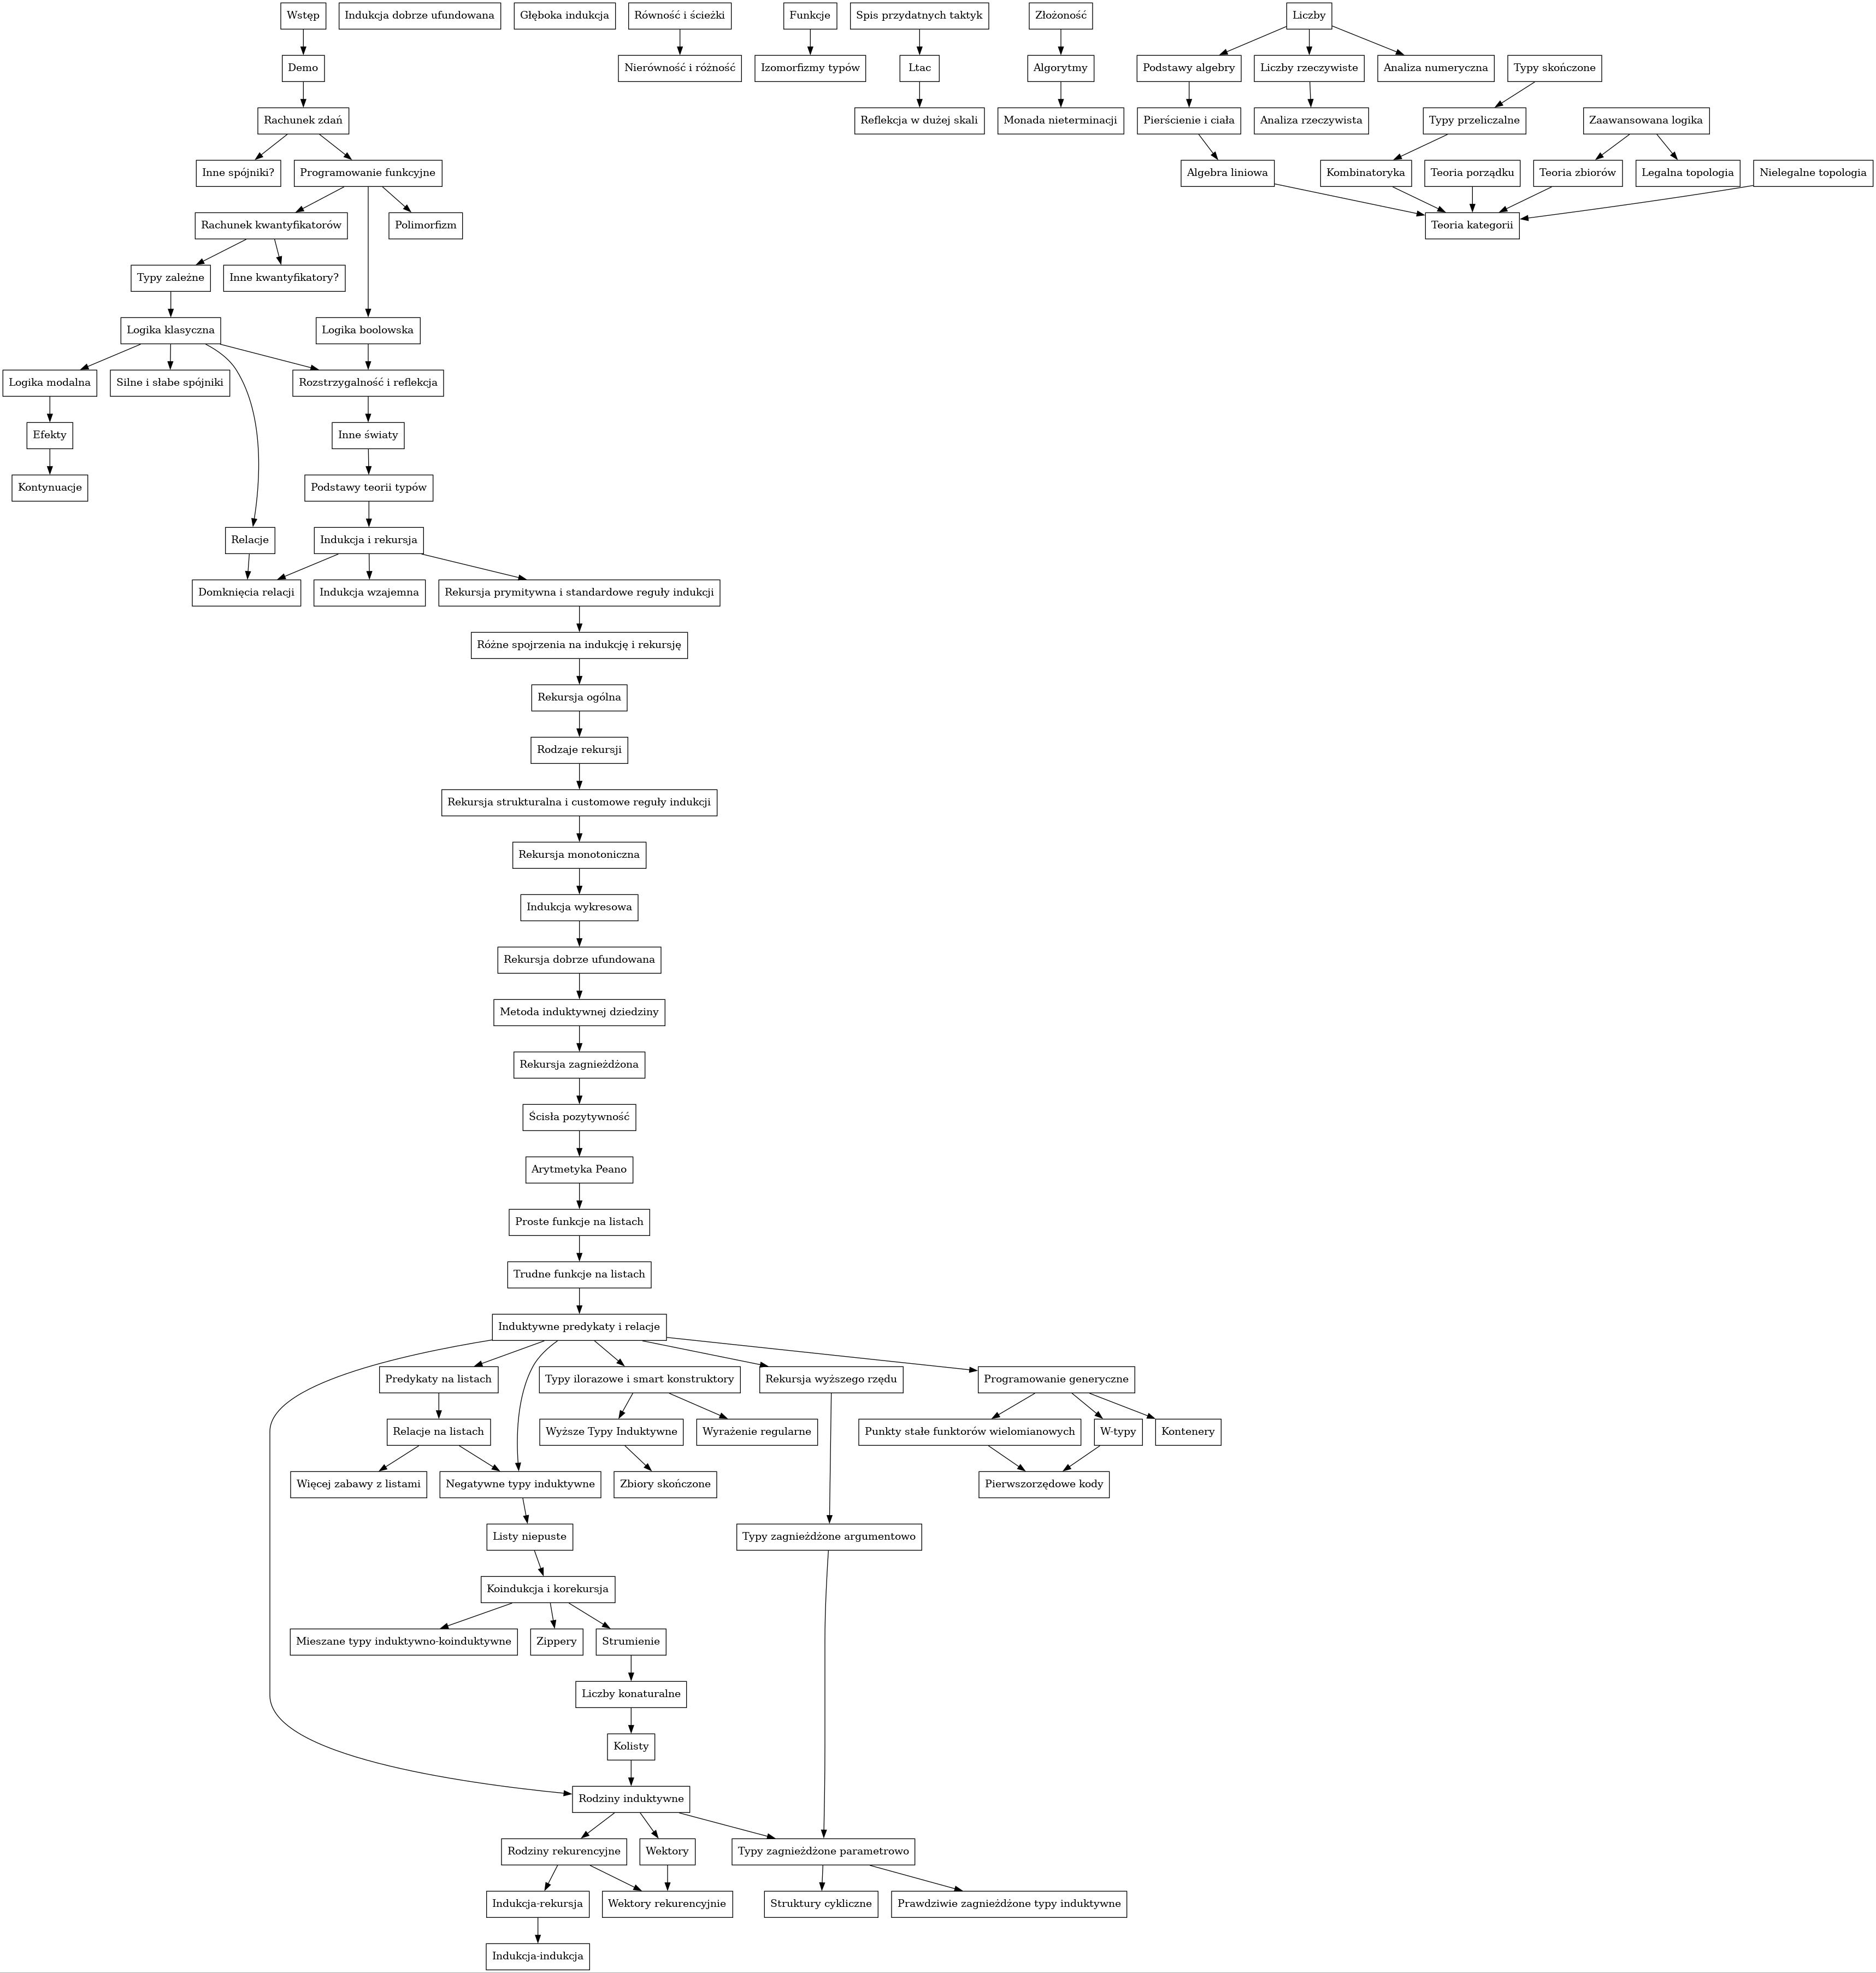 Wstęp
Indukcja dobrze ufundowana
Głęboka indukcja
Równość i ścieżki
Funkcje
Spis przydatnych taktyk
Złożoność
Liczby
Demo
Nierówność i różność
Izomorfizmy typów
Ltac
Algorytmy
Podstawy algebry
Liczby rzeczywiste
Analiza numeryczna
Typy skończone
Rachunek zdań
Reflekcja w dużej skali
Monada nieterminacji
Pierścienie i ciała
Analiza rzeczywista
Typy przeliczalne
Zaawansowana logika
Inne spójniki?
Programowanie funkcyjne
Algebra liniowa
Kombinatoryka
Teoria porządku
Teoria zbiorów
Legalna topologia
Nielegalne topologia
Rachunek kwantyfikatorów
Polimorfizm
Teoria kategorii
Typy zależne
Inne kwantyfikatory?
Logika klasyczna
Logika boolowska
Logika modalna
Silne i słabe spójniki
Rozstrzygalność i reflekcja
Efekty
Inne światy
Kontynuacje
Podstawy teorii typów
Relacje
Indukcja i rekursja
Domknięcia relacji
Indukcja wzajemna
Rekursja prymitywna i standardowe reguły indukcji
Różne spojrzenia na indukcję i rekursję
Rekursja ogólna
Rodzaje rekursji
Rekursja strukturalna i customowe reguły indukcji
Rekursja monotoniczna
Indukcja wykresowa
Rekursja dobrze ufundowana
Metoda induktywnej dziedziny
Rekursja zagnieżdżona
Ścisła pozytywność
Arytmetyka Peano
Proste funkcje na listach
Trudne funkcje na listach
Induktywne predykaty i relacje
Predykaty na listach
Typy ilorazowe i smart konstruktory
Rekursja wyższego rzędu
Programowanie generyczne
Relacje na listach
Wyższe Typy Induktywne
Wyrażenie regularne
Punkty stałe funktorów wielomianowych
W-typy
Kontenery
Więcej zabawy z listami
Negatywne typy induktywne
Zbiory skończone
Pierwszorzędowe kody
Listy niepuste
Typy zagnieżdżone argumentowo
Koindukcja i korekursja
Mieszane typy induktywno-koinduktywne
Zippery
Strumienie
Liczby konaturalne
Kolisty
Rodziny induktywne
Rodziny rekurencyjne
Wektory
Typy zagnieżdżone parametrowo
Indukcja-rekursja
Wektory rekurencyjnie
Struktury cykliczne
Prawdziwie zagnieżdżone typy induktywne
Indukcja-indukcja